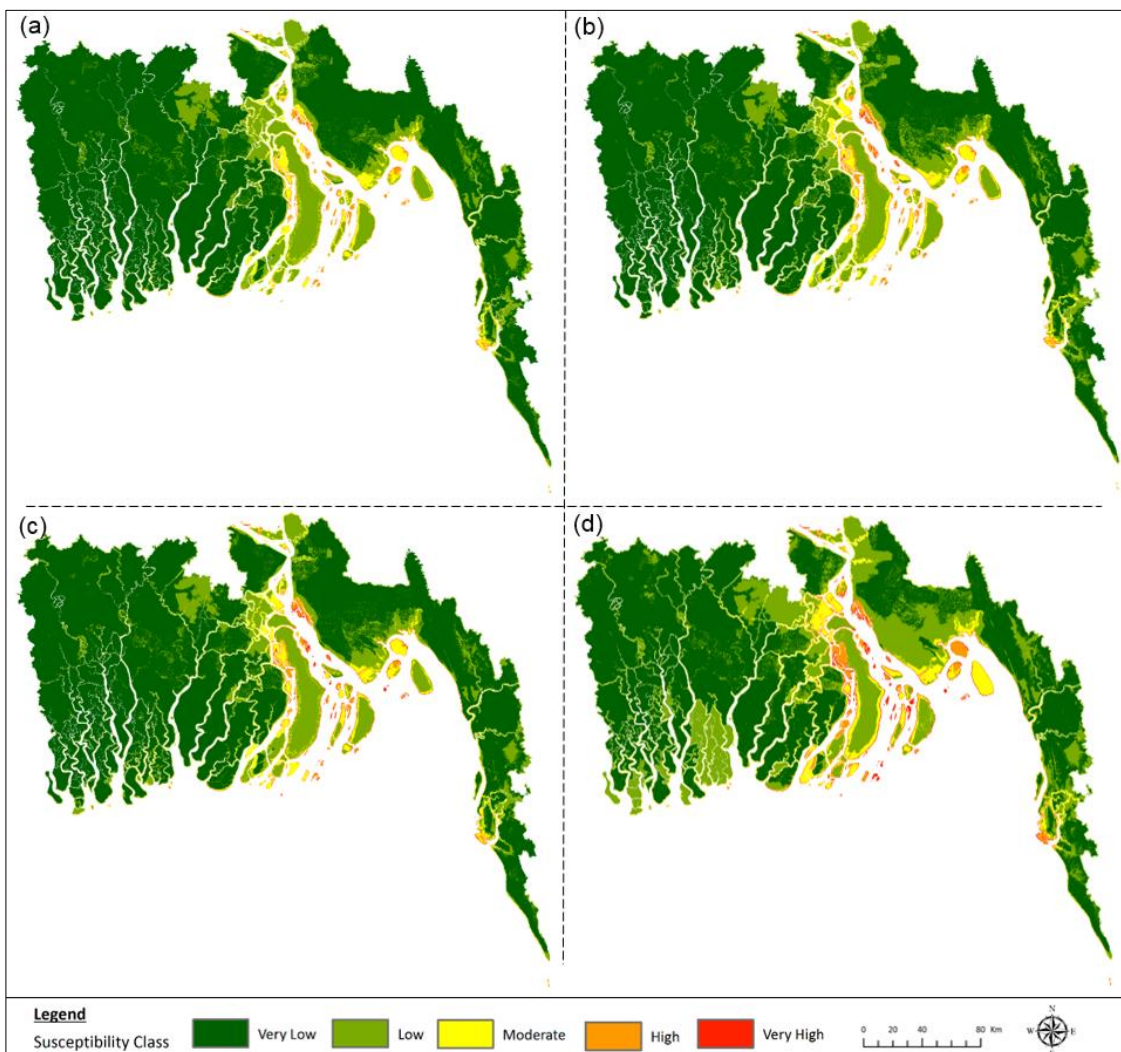 (a)
(b)
(c)
(d)
Legend
Susceptibility Class
Very Low
Low
Moderate
High
Very High
0 20 40 80 Km
N
W E
S